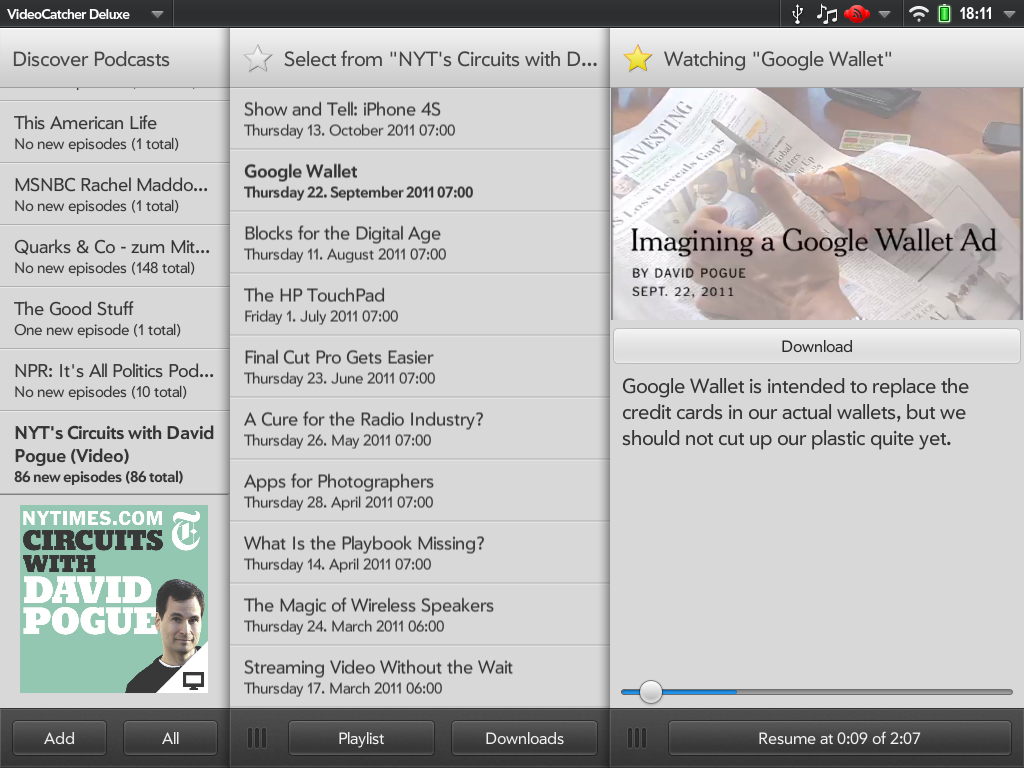 VideoCatcher Deluxe
18:11
Discover Podcasts
This American Life
No new episodes (1 total)
MSNBC Rachel Maddo...
No new episodes (1 total)
Quarks & Co - zum Mit...
No new episodes (148 total)
The Good Stuff
One new episode (1 total)
NPR: It's All Politics Pod...
No new episodes (10 total)
NYT's Circuits with David
Pogue (Video)
86 new episodes (86 total)
NYTIMES.COM
T
CIRCUITS
WITH
DAVID
POGUE
Add
All
Select from "NYT's Circuits with D...
Show and Tell: iPhone 4S
Thursday 13. October 2011 07:00
Google Wallet
Thursday 22. September 2011 07:00
Blocks for the Digital Age
Thursday 11. August 2011 07:00
The HP TouchPad
Friday 1. July 2011 07:00
Final Cut Pro Gets Easier
Thursday 23. June 2011 07:00
A Cure for the Radio Industry?
Thursday 26. May 2011 07:00
Apps for Photographers
Thursday 28. April 2011 07:00
What Is the Playbook Missing?
Thursday 14. April 2011 07:00
The Magic of Wireless Speakers
Thursday 24. March 2011 06:00
Streaming Video Without the Wait
Thursday 17. March 2011 06:00
Playlist
Downloads
Watching "Google Wallet"
INVESTING
Loss Reveals Gaps
Global
Imagining a Google Wallet Ad
BY DAVID POGUE
SEPT. 22, 2011
Download
Google Wallet is intended to replace the
credit cards in our actual wallets, but we
should not cut up our plastic quite yet.
Resume at 0:09 of 2:07